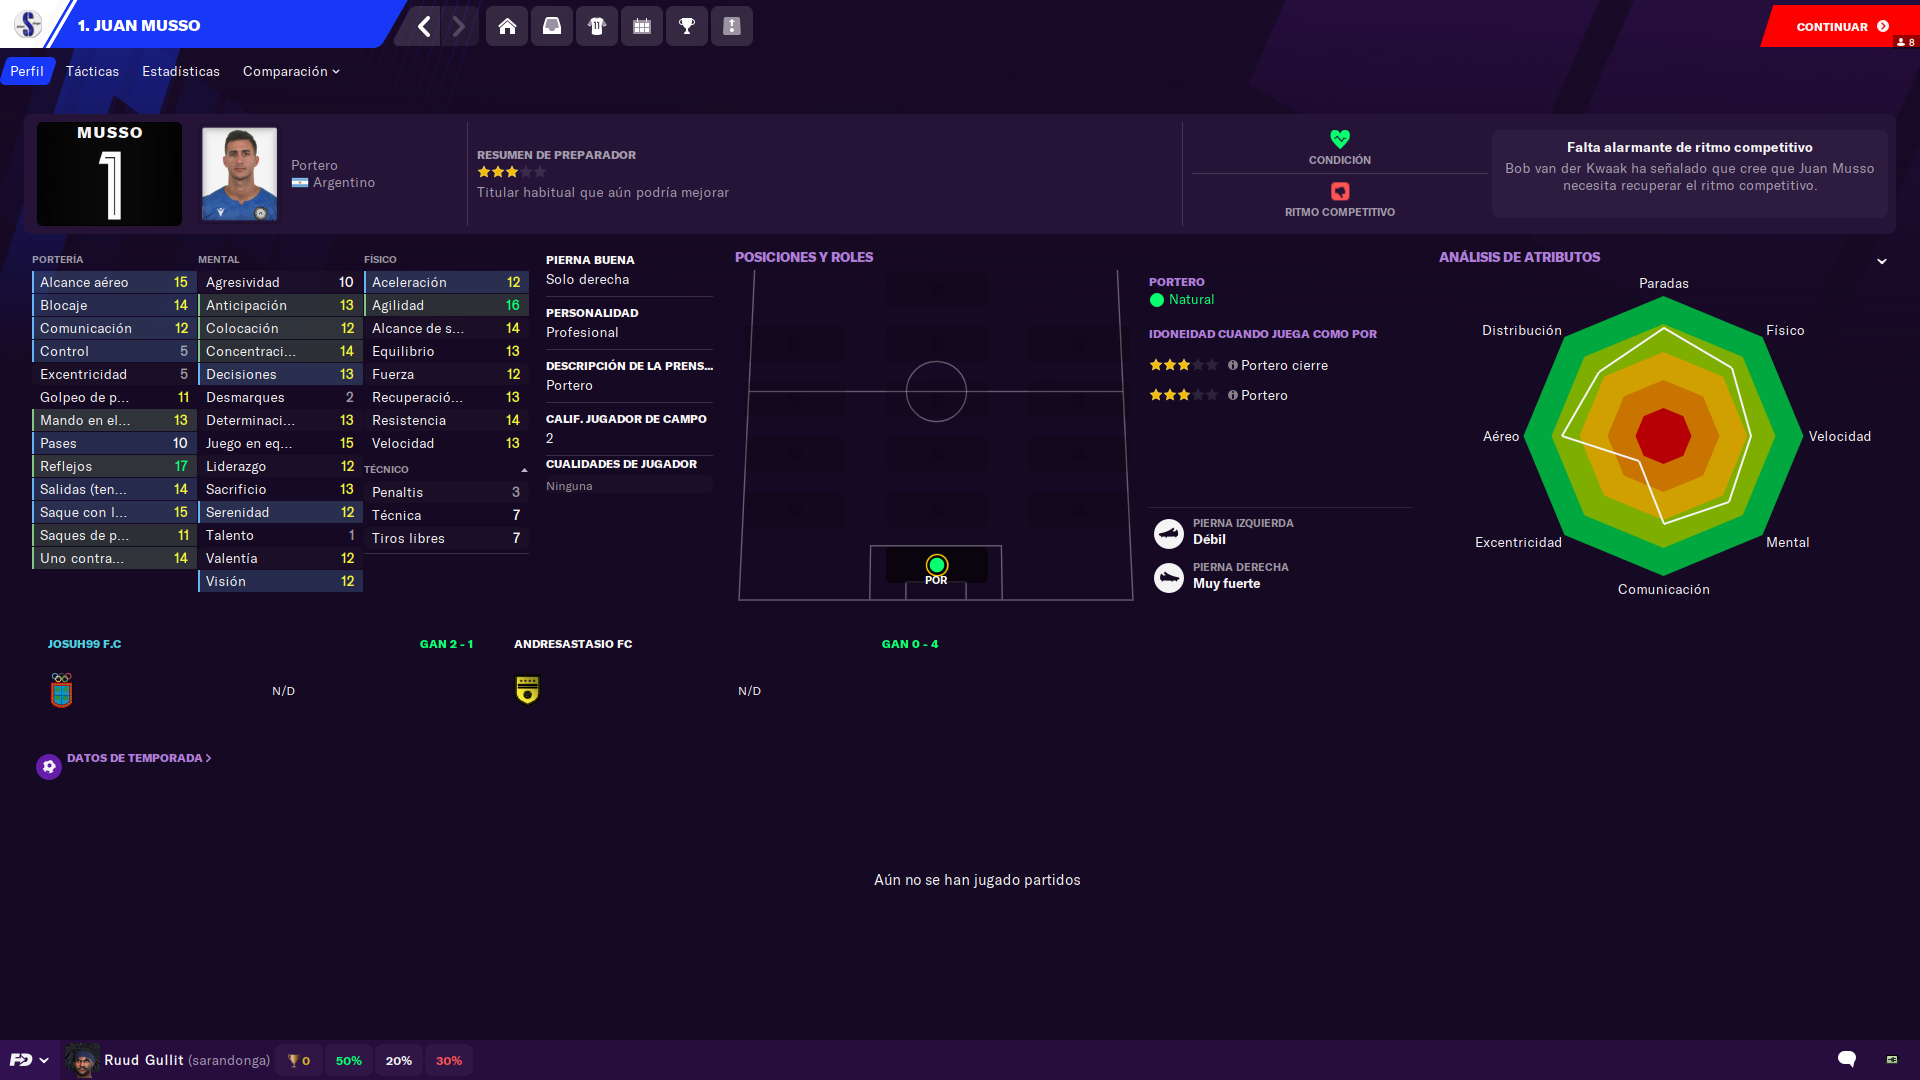 1. JUAN MUSSO
CONTINUAR
8
Perfil
Tácticas
Estadísticas
Comparación
MUSSO
1
Portero
Argentino
RESUMEN DE PREPARADOR
Titular habitual que aún podría mejorar
CONDICIÓN
RITMO COMPETITIVO
Falta alarmante de ritmo competitivo
Bob van der Kwaak ha señalado que cree que Juan Musso
necesita recuperar el ritmo competitivo.
PORTERÍA
Alcance aéreo 15
Blocaje 14
Comunicación 12
Control 5
Excentricidad 5
Golpeo de p... 11
Mando en el... 13
Pases 10
Reflejos 17
Salidas (ten... 14
Saque con l... 15
Saques de p... 11
Uno contra... 14
MENTAL
Agresividad 10
Anticipación 13
Colocación 12
Concentraci... 14
Decisiones 13
Desmarques 2
Determinaci... 13
Juego en eq... 15
Liderazgo 12
Sacrificio 13
Serenidad 12
Talento 1
Valentía 12
Visión 12
FÍSICO
Aceleración 12
Agilidad 16
Alcance de s... 14
Equilibrio 13
Fuerza 12
Recuperació... 13
Resistencia 14
Velocidad 13
TÉCNICO
Penaltis 3
Técnica 7
Tiros libres 7
PIERNA BUENA
Solo derecha
PERSONALIDAD
Profesional
DESCRIPCIÓN DE LA PRENS...
Portero
CALIF. JUGADOR DE CAMPO
2
CUALIDADES DE JUGADOR
Ninguna
POSICIONES Y ROLES
POR
PORTERO
Natural
IDONEIDAD CUANDO JUEGA COMO POR
Portero cierre
Portero
PIERNA IZQUIERDA
Débil
PIERNA DERECHA
Muy fuerte
ANÁLISIS DE ATRIBUTOS
Paradas
Distribución
Físico
Aéreo
Velocidad
Excentricidad
Mental
Comunicación
JOSUH99 F.C
GAN 2 - 1
N/D
ANDRESASTASIO FC
GAN 0 - 4
N/D
DATOS DE TEMPORADA
Aún no se han jugado partidos
Ruud Gullit (sarandonga)
0
50%
20%
30%